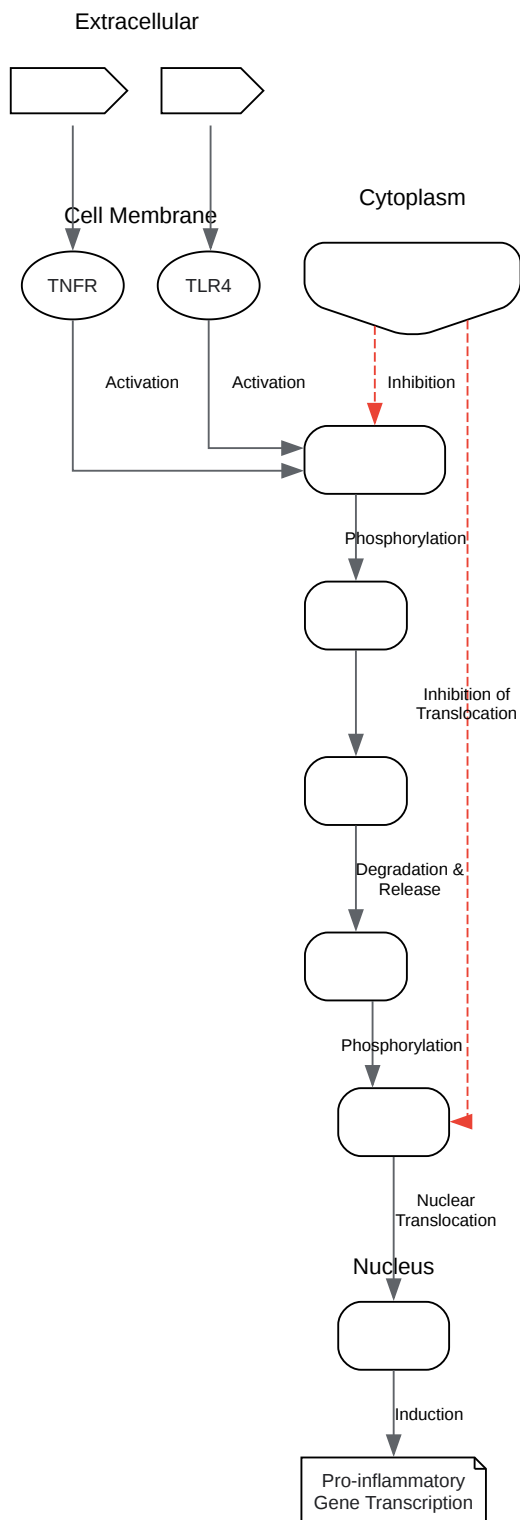 Extracellular
Cytoplasm
Cell Membrane
TNFR
TLR4
Activation
Activation
Inhibition
Phosphorylation
Inhibition of
Translocation
Degradation &
Release
Phosphorylation
Nuclear
Translocation
Nucleus
Induction
Pro-inflammatory
Gene Transcription